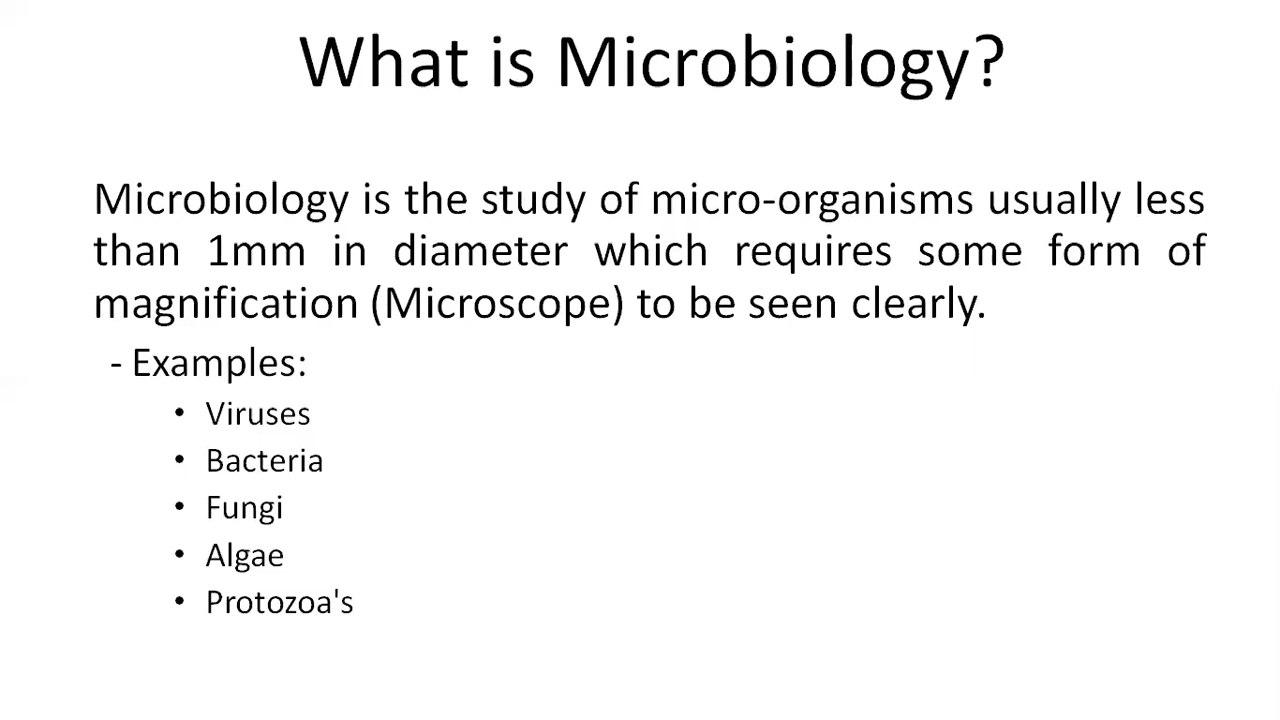 What is Microbiology?
Microbiology is the study of micro-organisms usually less
than 1mm in diameter which requires some form of
magnification (Microscope) to be seen clearly.
- Examples:
• Viruses
• Bacteria
• Fungi
• Algae
• Protozoa's